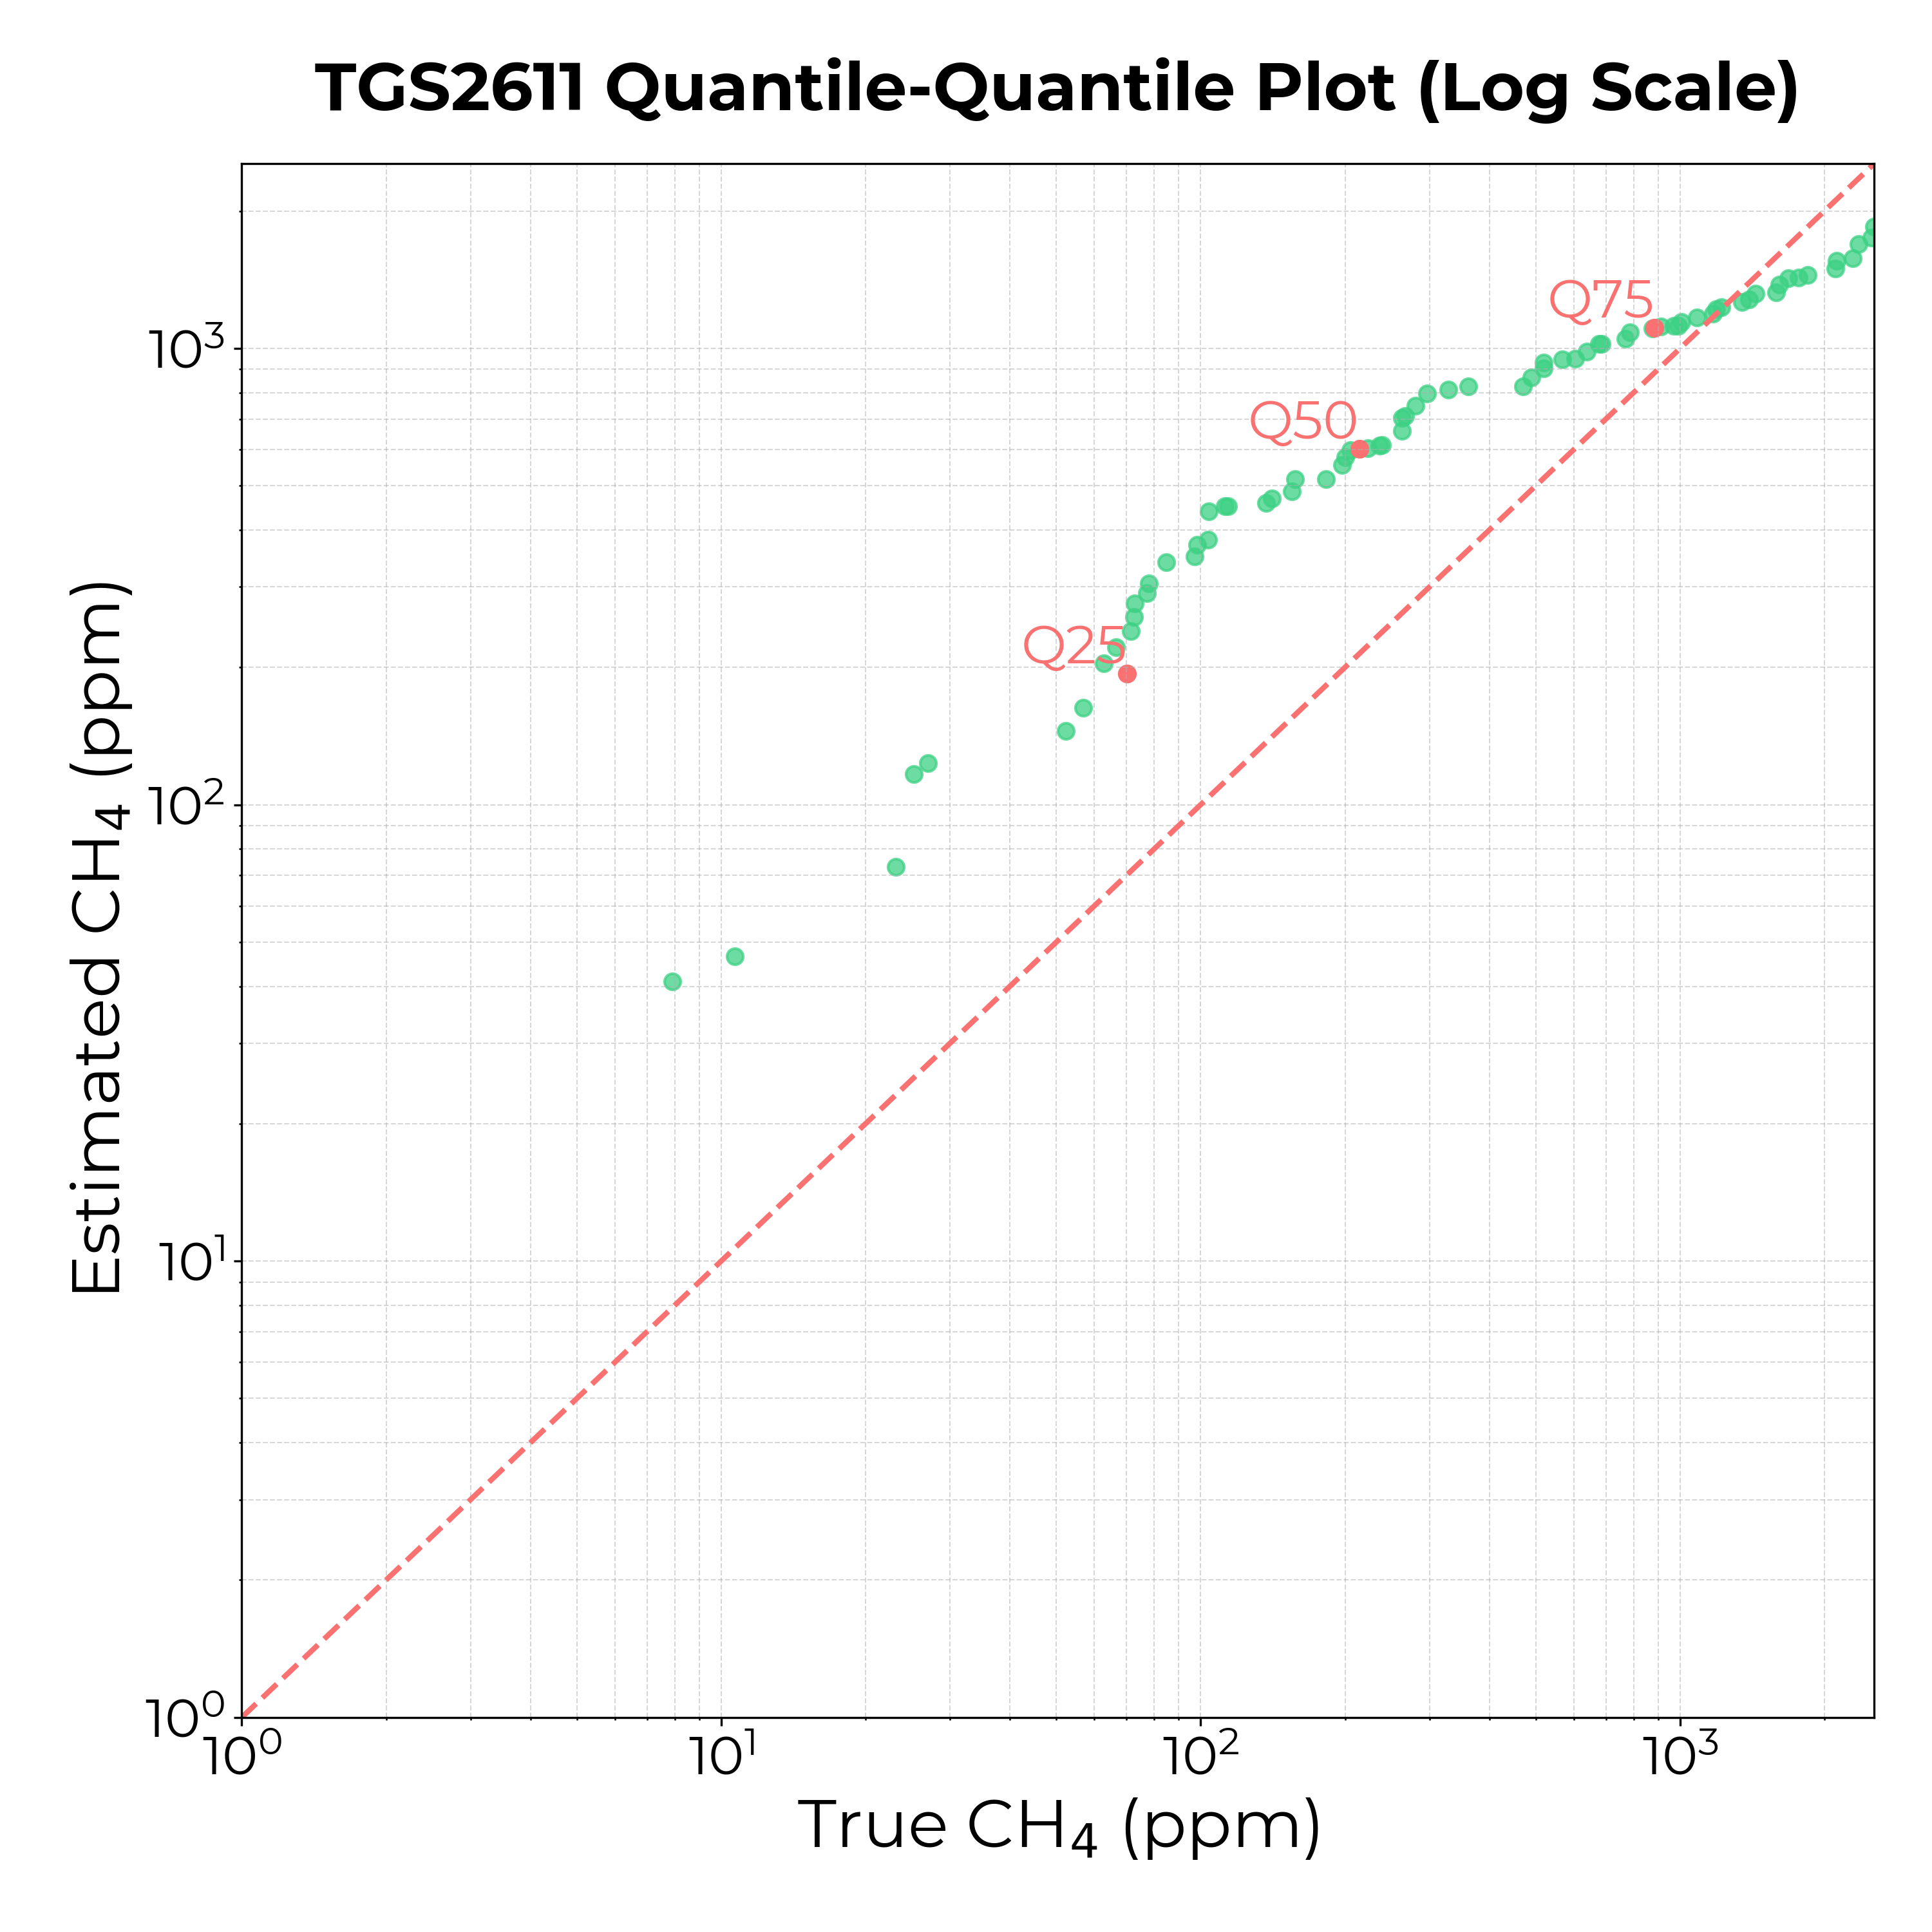 TGS2611 Quantile-Quantile Plot (Log Scale)
Estimated CH₄ (ppm)
10³
10²
10¹
10⁰
Q75
Q50
Q25
10⁰ 10¹ 10² 10³
True CH₄ (ppm)